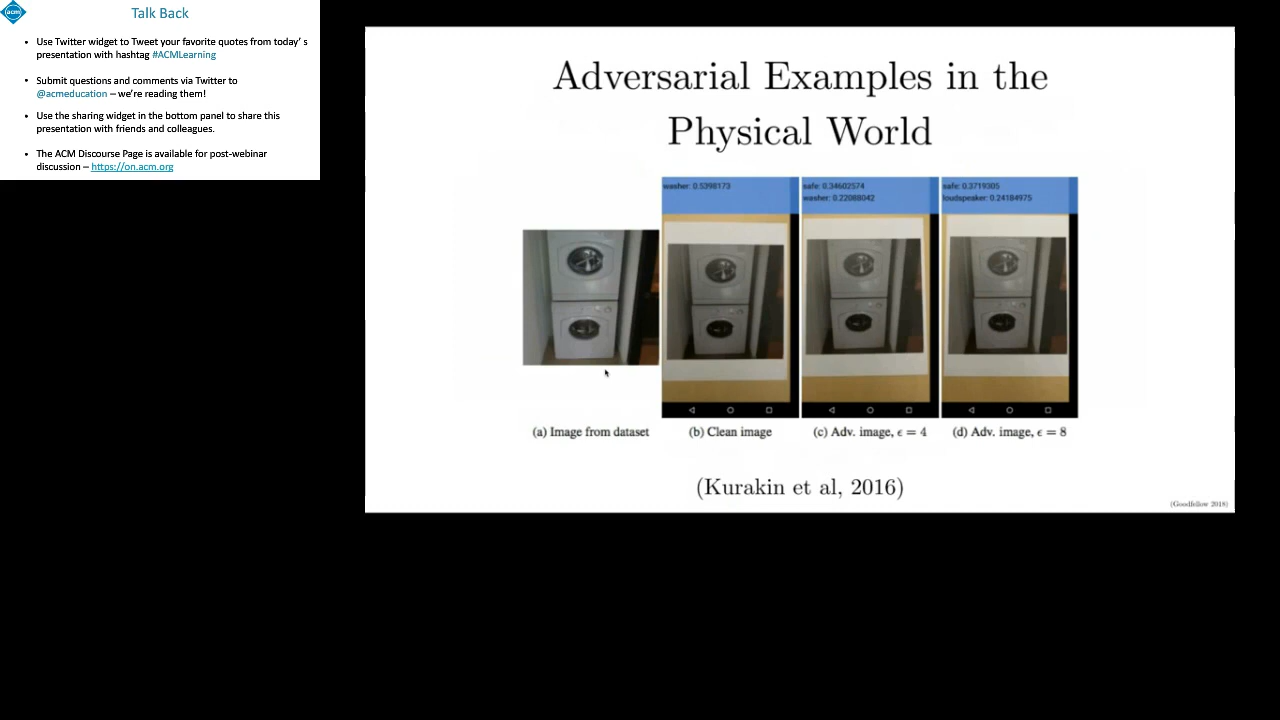 acm
Talk Back
• Use Twitter widget to Tweet your favorite quotes from today's
presentation with hashtag #ACMLearning
• Submit questions and comments via Twitter to
@acmeducation – we're reading them!
• Use the sharing widget in the bottom panel to share this
presentation with friends and colleagues.
• The ACM Discourse Page is available for post-webinar
discussion – https://on.acm.org
Adversarial Examples in the
Physical World
washer: 0.5398173
safe: 0.34602574
washer: 0.22088042
safe: 0.3719305
loudspeaker: 0.24184975
(a) Image from dataset
(b) Clean image
(c) Adv. image, ϵ = 4
(d) Adv. image, ϵ = 8
(Kurakin et al, 2016)
(Goodfellow 2018)